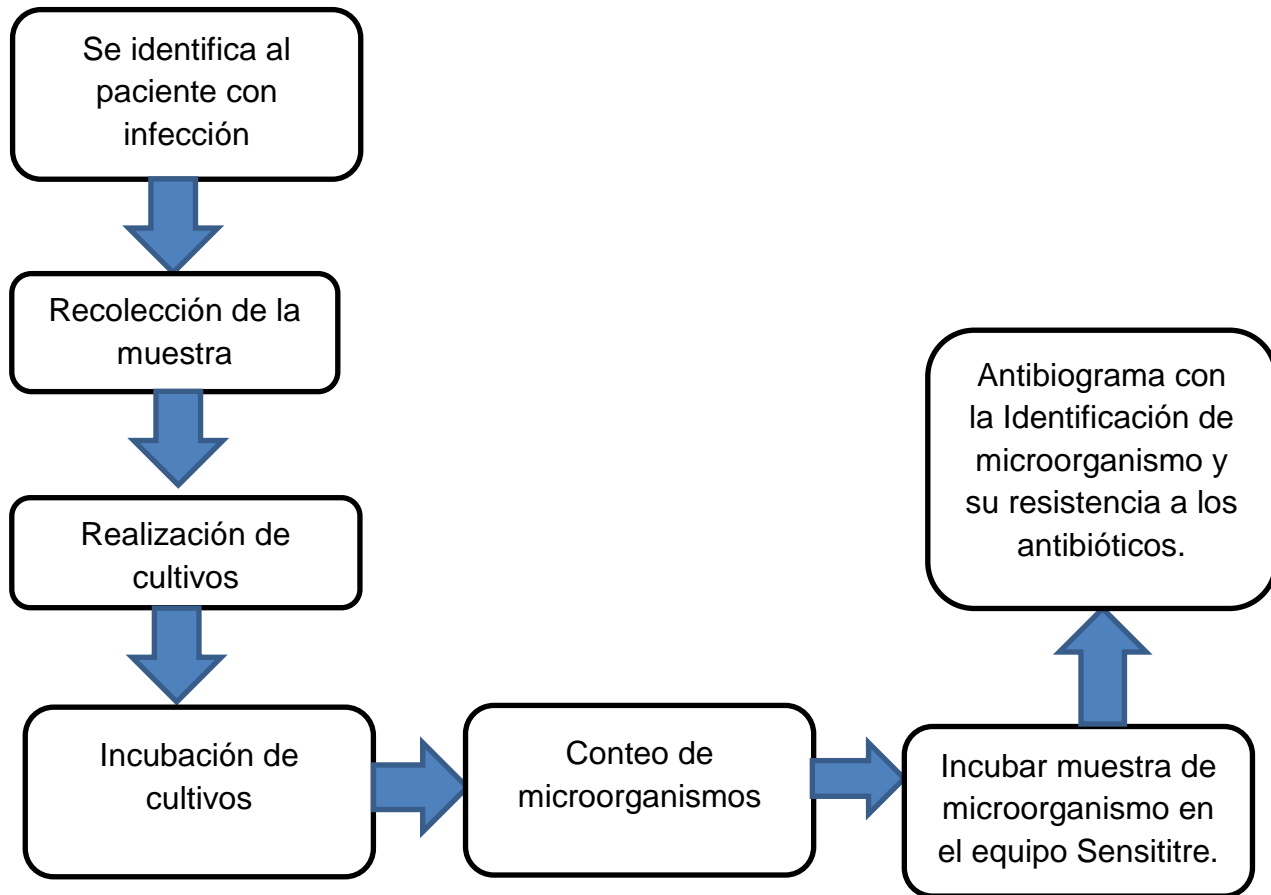 Se identifica al
paciente con
infección
Recolección de la
muestra
Realización de
cultivos
Incubación de
cultivos
Conteo de
microorganismos
Incubar muestra de
microorganismo en
el equipo Sensititre.
Antibiograma con
la Identificación de
microorganismo y
su resistencia a los
antibióticos.